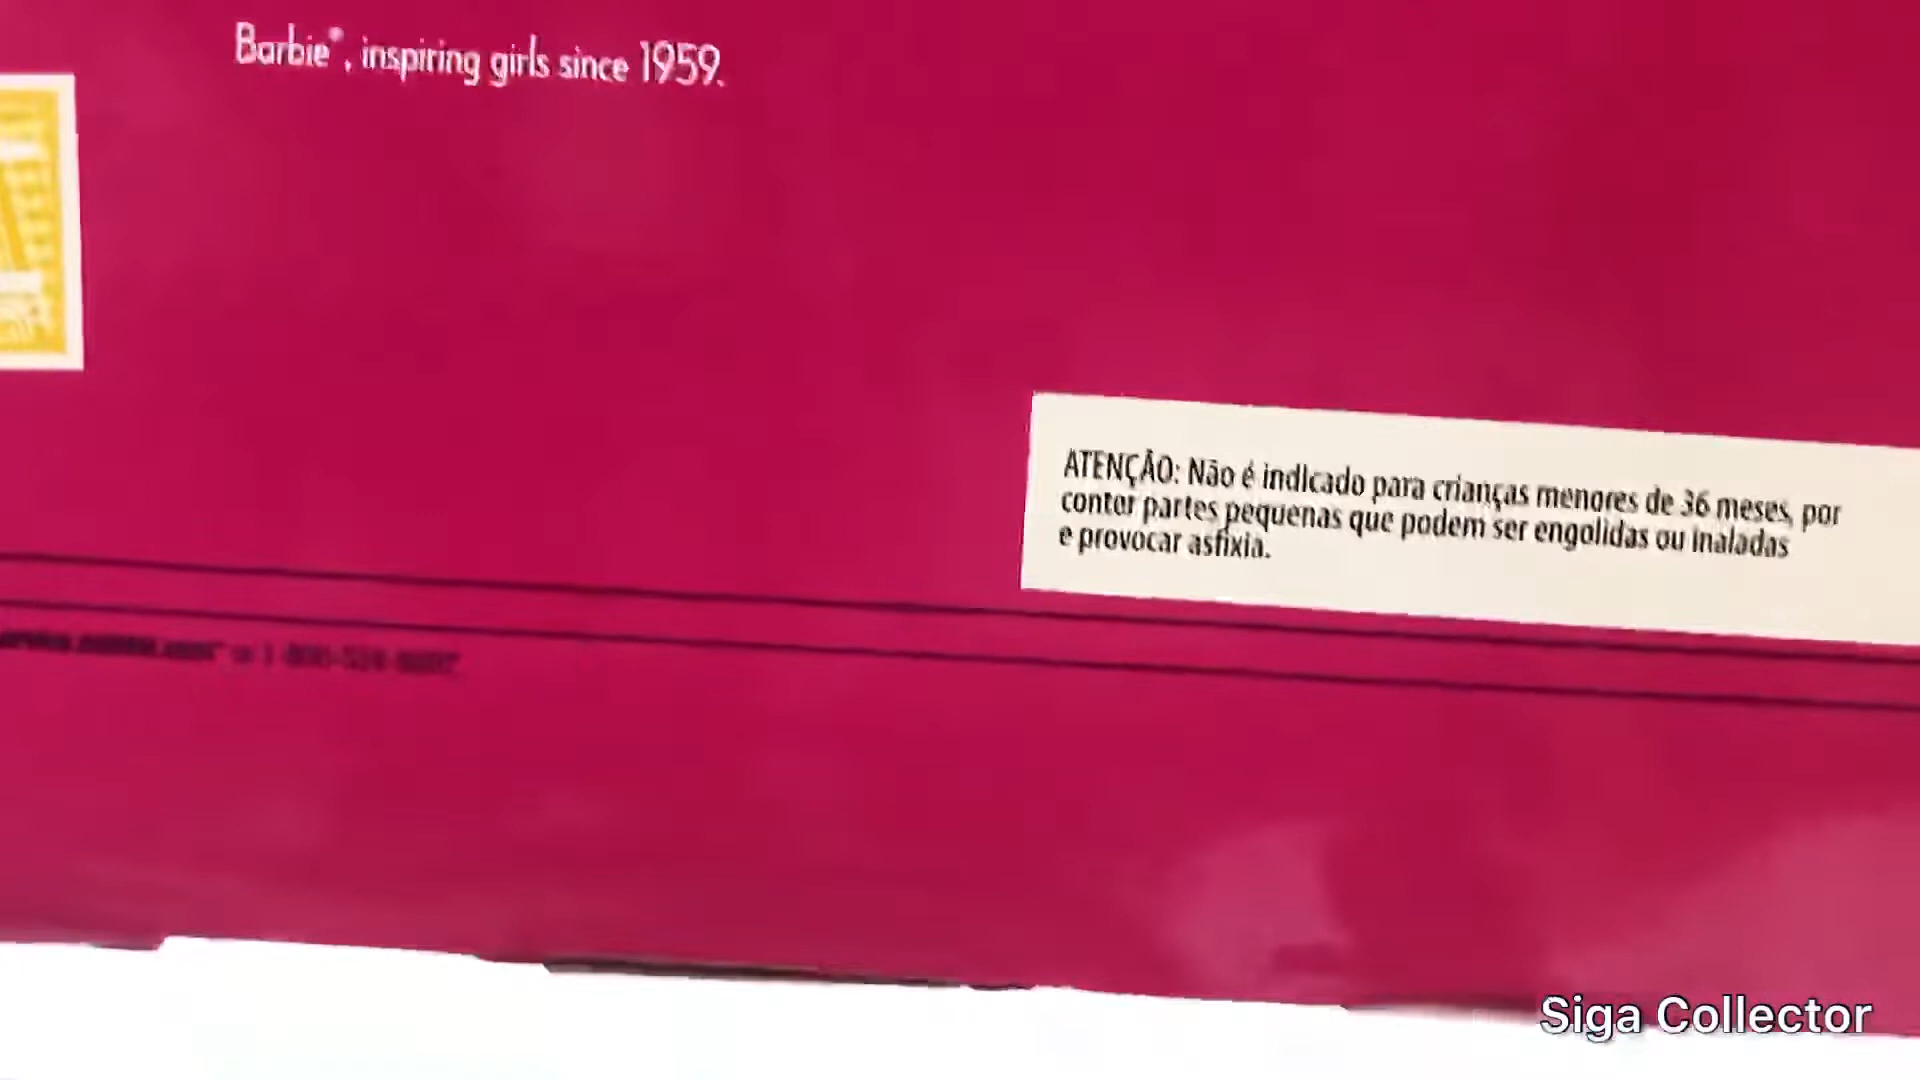 Barbie®, inspiring girls since 1959.
ATENÇÃO: Não é indicado para crianças menores de 36 meses, por
conter partes pequenas que podem ser engolidas ou inaladas
e provocar asfixia.
Siga Collector